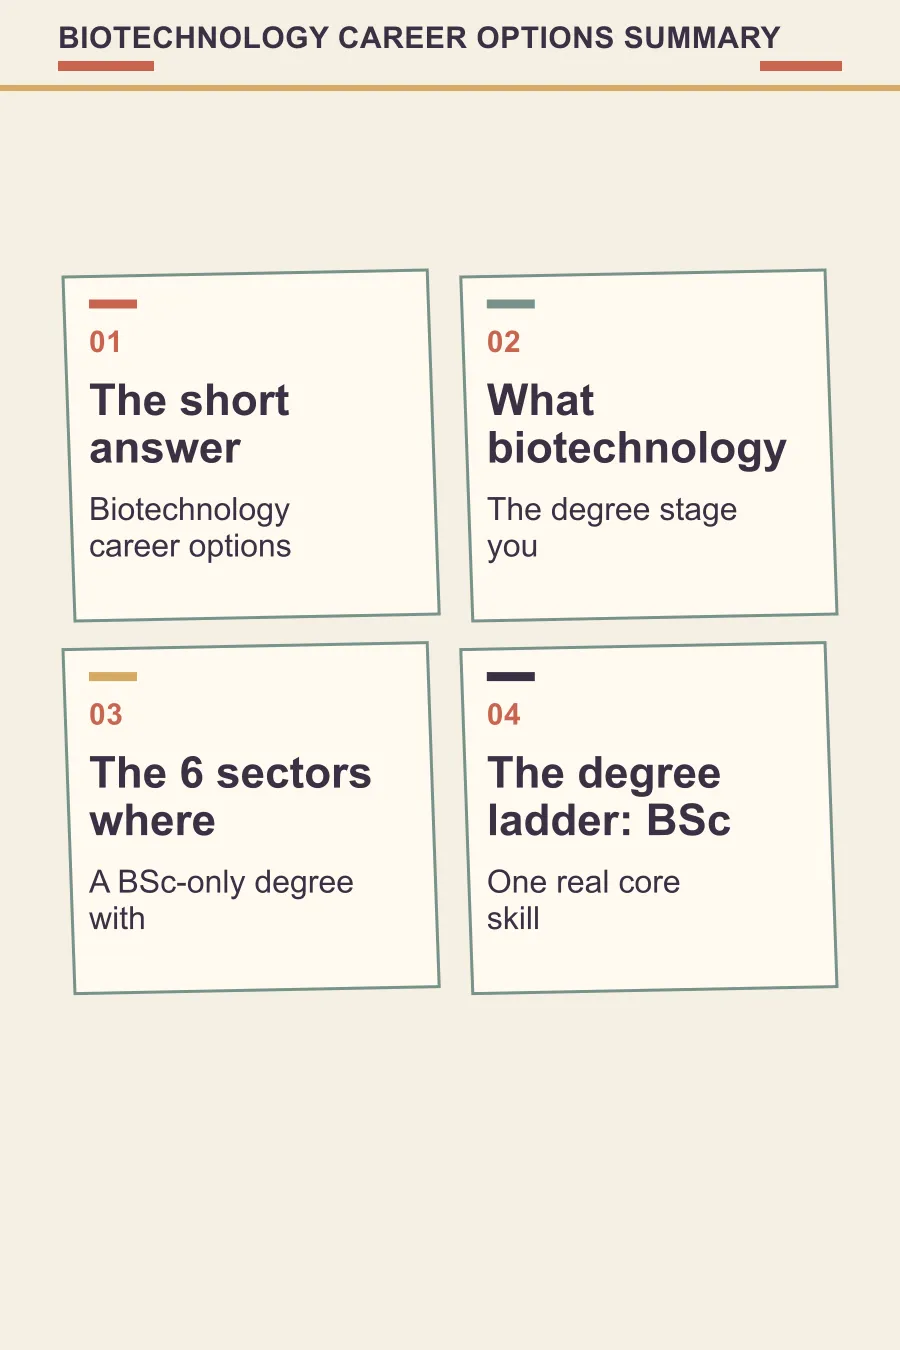 BIOTECHNOLOGY CAREER OPTIONS SUMMARY
01
The short
answer
Biotechnology
career options
02
What
biotechnology
The degree stage
you
03
The 6 sectors
where
A BSc-only degree
with
04
The degree
ladder: BSc
One real core
skill